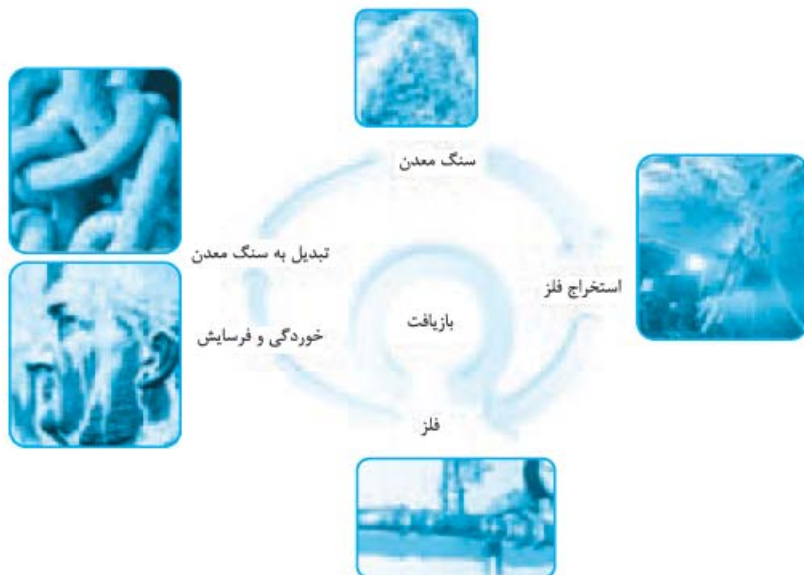 سنگ معدن
استخراج فلز
فلز
خوردگی و فرسایش
تبدیل به سنگ معدن
بازیافت